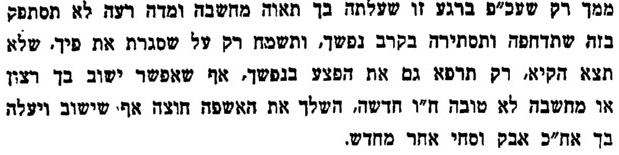 ממך רק שעכ״פ ברגע זו שעלתה בך תאוה מחשבה ומדה רעה לא תסתפק
בזה שתדחפה ותסתירה בקרב נפשך, ותשמח רק על שסגרת את פיך, שלא
תצא הקיא, רק תרפא גם את הפצע בנפשך, אף שאפשר ישוב בך רצון
או מחשבה לא טובה ח״ו חדשה, השלך את האשפה חוצה אף שישוב ויעלה
בך אח״כ אבק וסחי אחר מחדש.